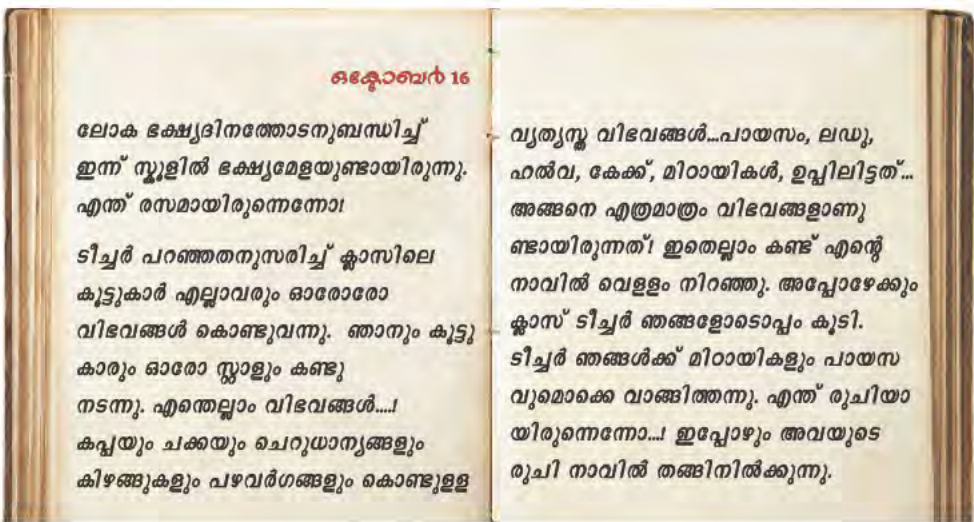 ഒക്ടോബർ 16
ലോക ഭക്ഷ്യദിനത്തോടനുബന്ധിച്ച്
ഇന്ന് സ്കൂളിൽ ഭക്ഷ്യമേളയുണ്ടായിരുന്നു.
എന്ത് രസമായിരുന്നെന്നോ!
ടീച്ചർ പറഞ്ഞതനുസരിച്ച് ക്ലാസിലെ
കൂട്ടുകാർ എല്ലാവരും ഓരോരോ
വിഭവങ്ങൾ കൊണ്ടുവന്നു. ഞാനും കൂട്ടു
കാരും ഓരോ സ്റ്റാളും കണ്ടു
നടന്നു. എന്തെല്ലാം വിഭവങ്ങൾ....!
കപ്പയും ചക്കയും ചെറുധാന്യങ്ങളും
കിഴങ്ങുകളും പഴവർഗങ്ങളും കൊണ്ടുള്ള
വ്യത്യസ്ത വിഭവങ്ങൾ...പായസം, ലഡു,
ഹൽവ, കേക്ക്, മിഠായികൾ, ഉപ്പിലിട്ടത്...
അങ്ങനെ എത്രമാത്രം വിഭവങ്ങളാണു
ണ്ടായിരുന്നത്! ഇതെല്ലാം കണ്ട് എന്റെ
നാവിൽ വെള്ളം നിറഞ്ഞു. അപ്പോഴേക്കും
ക്ലാസ് ടീച്ചർ ഞങ്ങളോടൊപ്പം കൂടി.
ടീച്ചർ ഞങ്ങൾക്ക് മിഠായികളും പായസ
വുമൊക്കെ വാങ്ങിത്തന്നു. എന്ത് രുചിയാ
യിരുന്നെന്നോ...! ഇപ്പോഴും അവയുടെ
രുചി നാവിൽ തങ്ങിനിൽക്കുന്നു.